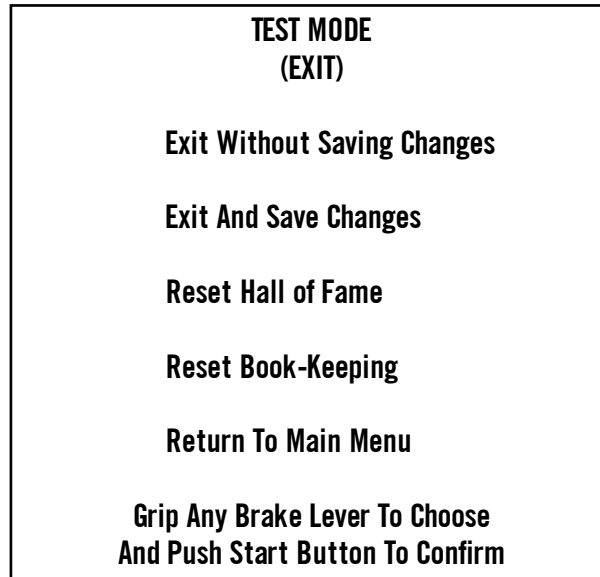 TEST MODE
(EXIT)
Exit Without Saving Changes
Exit And Save Changes
Reset Hall of Fame
Reset Book-Keeping
Return To Main Menu
Grip Any Brake Lever To Choose
And Push Start Button To Confirm